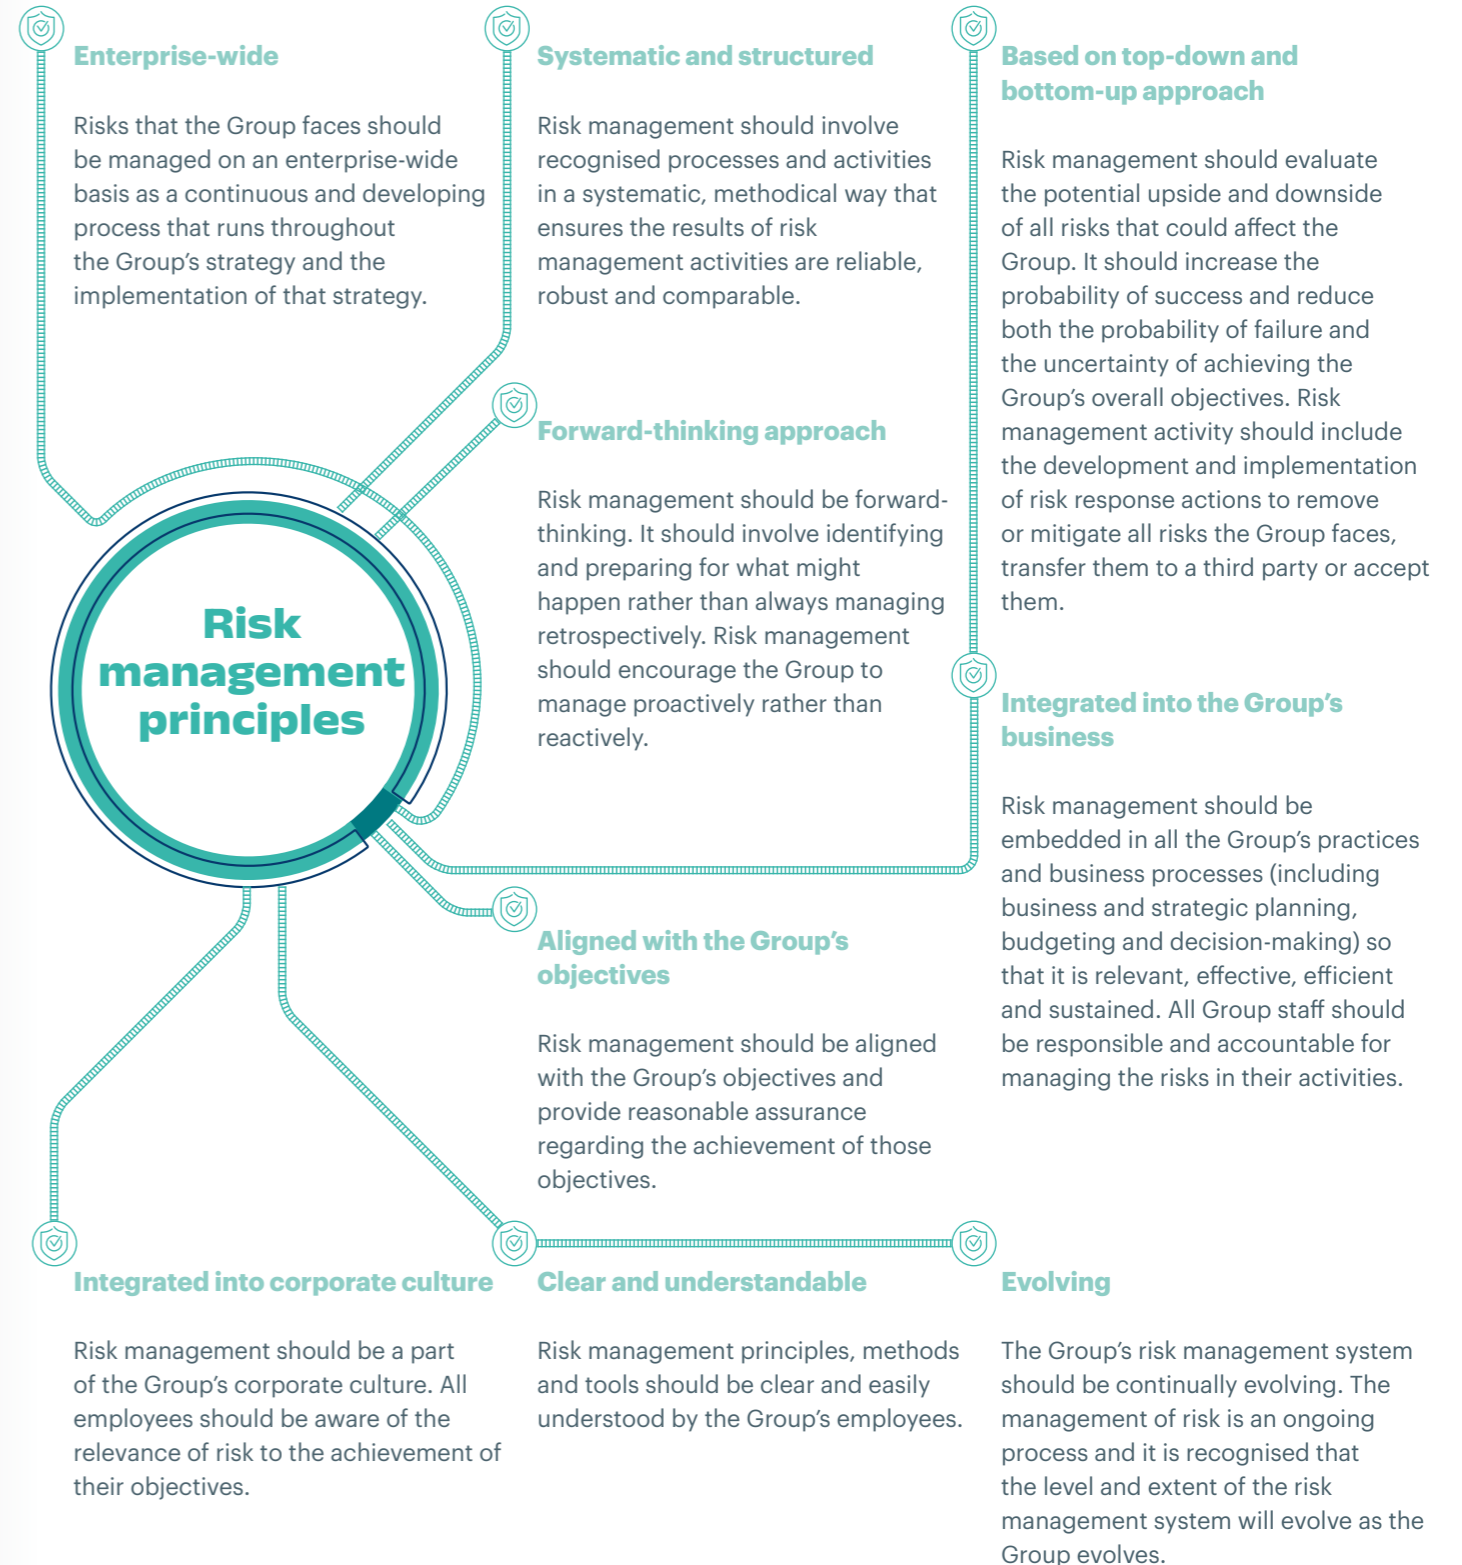 Enterprise-wide
Risks that the Group faces should
be managed on an enterprise-wide
basis as a continuous and developing
process that runs throughout
the Group’s strategy and the
implementation of that strategy.
Systematic and structured
Risk management should involve
recognised processes and activities
in a systematic, methodical way that
ensures the results of risk
management activities are reliable,
robust and comparable.
Based on top-down and
bottom-up approach
Risk management should evaluate
the potential upside and downside
of all risks that could affect the
Group. It should increase the
probability of success and reduce
both the probability of failure and
the uncertainty of achieving the
Group’s overall objectives. Risk
management activity should include
the development and implementation
of risk response actions to remove
or mitigate all risks the Group faces,
transfer them to a third party or accept
them.
Forward-thinking approach
Risk management should be forward-
thinking. It should involve identifying
and preparing for what might
happen rather than always managing
retrospectively. Risk management
should encourage the Group to
manage proactively rather than
reactively.
Risk
management
principles
Integrated into the Group’s
business
Risk management should be
embedded in all the Group’s practices
and business processes (including
business and strategic planning,
budgeting and decision-making) so
that it is relevant, effective, efficient
and sustained. All Group staff should
be responsible and accountable for
managing the risks in their activities.
Aligned with the Group’s
objectives
Risk management should be aligned
with the Group’s objectives and
provide reasonable assurance
regarding the achievement of those
objectives.
Integrated into corporate culture
Risk management should be a part
of the Group’s corporate culture. All
employees should be aware of the
relevance of risk to the achievement of
their objectives.
Clear and understandable
Risk management principles, methods
and tools should be clear and easily
understood by the Group’s employees.
Evolving
The Group’s risk management system
should be continually evolving. The
management of risk is an ongoing
process and it is recognised that
the level and extent of the risk
management system will evolve as the
Group evolves.